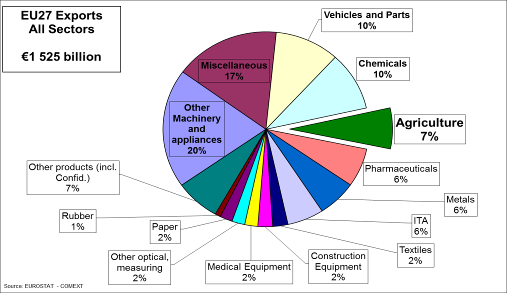 EU27 Exports
All Sectors
€1 525 billion
Vehicles and Parts
10%
Chemicals
10%
Agriculture
7%
Pharmaceuticals
6%
Metals
6%
ITA
6%
Textiles
2%
Construction
Equipment
2%
Medical Equipment
2%
Other optical,
measuring
2%
Paper
2%
Rubber
1%
Other products (incl.
Confid.)
7%
Other
Machinery
and
appliances
20%
Miscellaneous
17%
Source: EUROSTAT - COMEXT